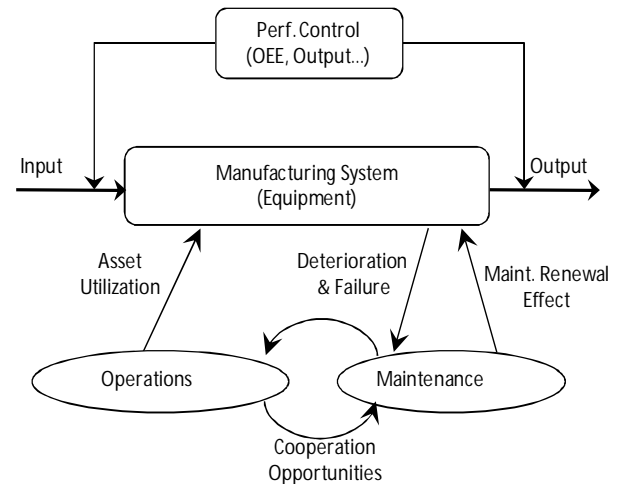 Perf. Control
(OEE, Output...)
Input
Output
Manufacturing System
(Equipment)
Asset
Utilization
Deterioration
& Failure
Maint. Renewal
Effect
Operations
Maintenance
Cooperation
Opportunities